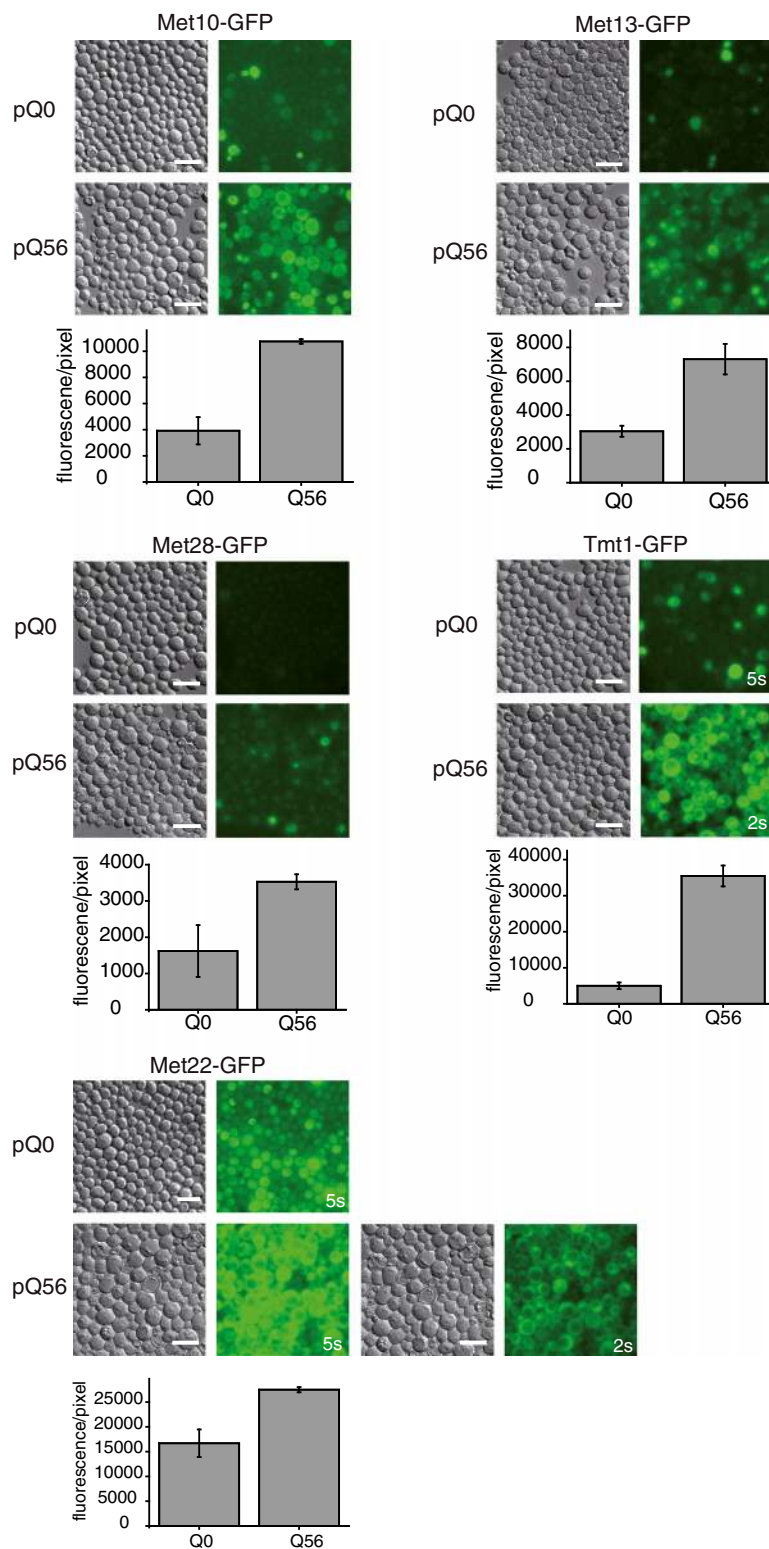 Met10-GFP
pQ0
pQ56
fluorescene/pixel
10000
8000
6000
4000
2000
0
Q0
Q56
Met13-GFP
pQ0
pQ56
fluorescene/pixel
8000
6000
4000
2000
0
Q0
Q56
Met28-GFP
pQ0
pQ56
fluorescene/pixel
4000
3000
2000
1000
0
Q0
Q56
Tmt1-GFP
pQ0
5s
pQ56
2s
fluorescene/pixel
40000
30000
20000
10000
0
Q0
Q56
Met22-GFP
pQ0
5s
pQ56
5s
2s
fluorescence/pixel
25000
20000
15000
10000
5000
0
Q0
Q56